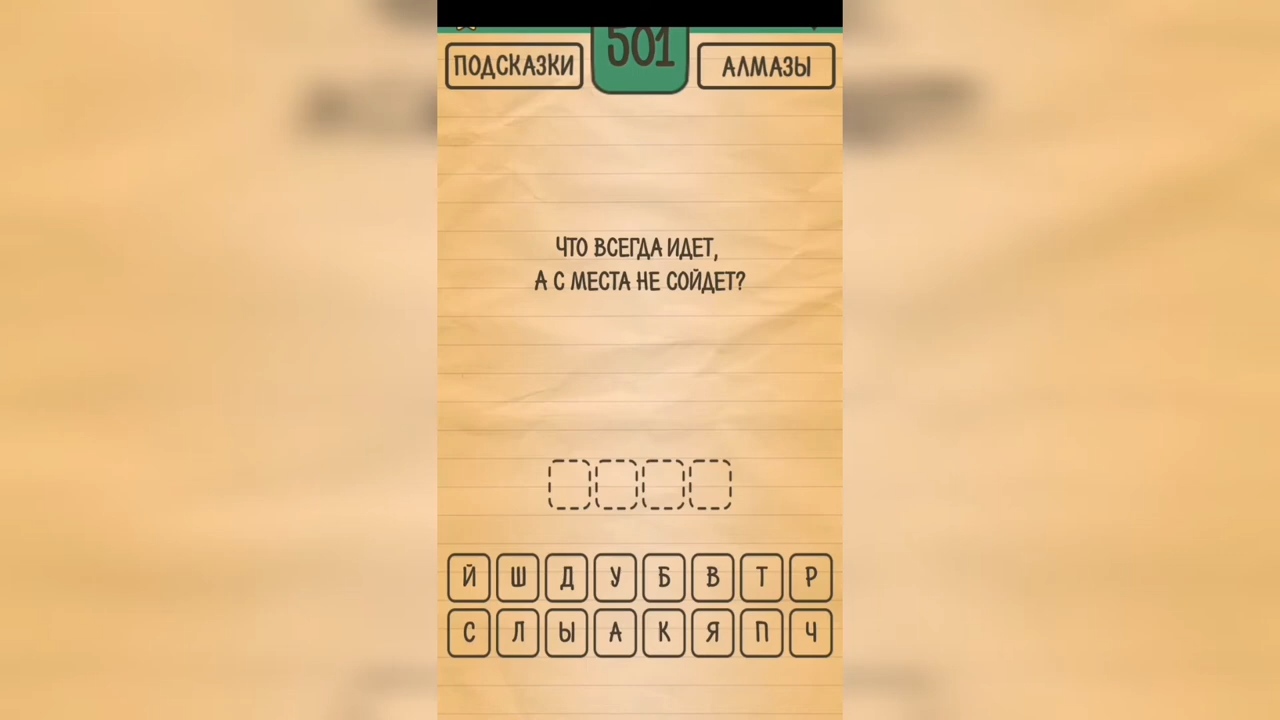 501
ПОДСКАЗКИ
АЛМАЗЫ
ЧТО ВСЕГДА ИДЕТ,
А С МЕСТА НЕ СОЙДЕТ?
Й Ш Д У Б В Т Р
С Л Ы А К Я П Ч